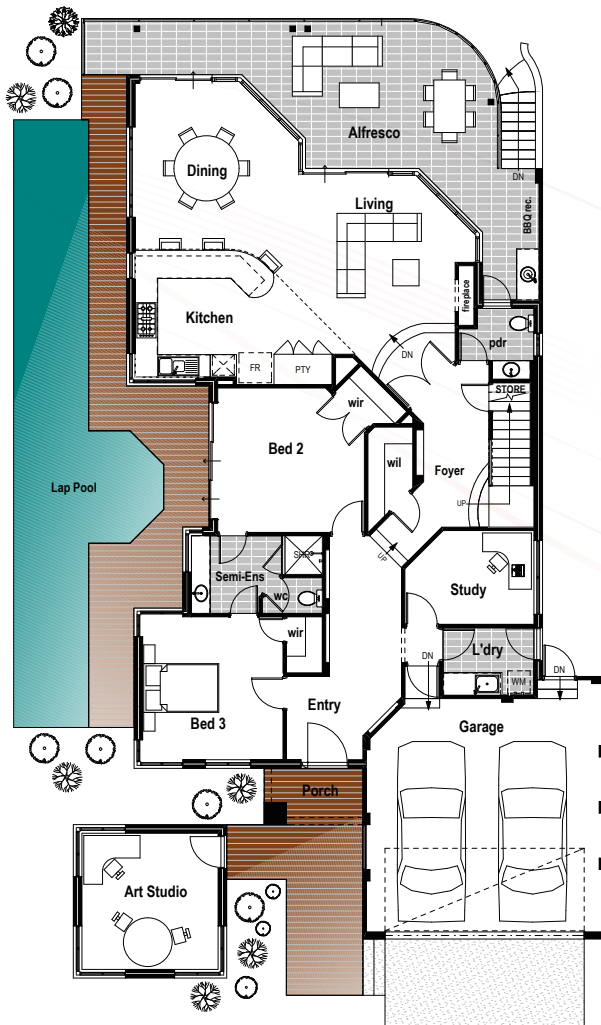 Alfresco
Dining
DN
Living
BBQ rec.
fireplace
Kitchen
pdr
DN
FR
PTY
STORE
wir
Bed 2
wil
Foyer
Lap Pool
UP
SHR
UP
Semi-Ens
wc
Study
wir
L'dry
DN
DN
WM
Entry
Bed 3
Garage
Porch
Art Studio